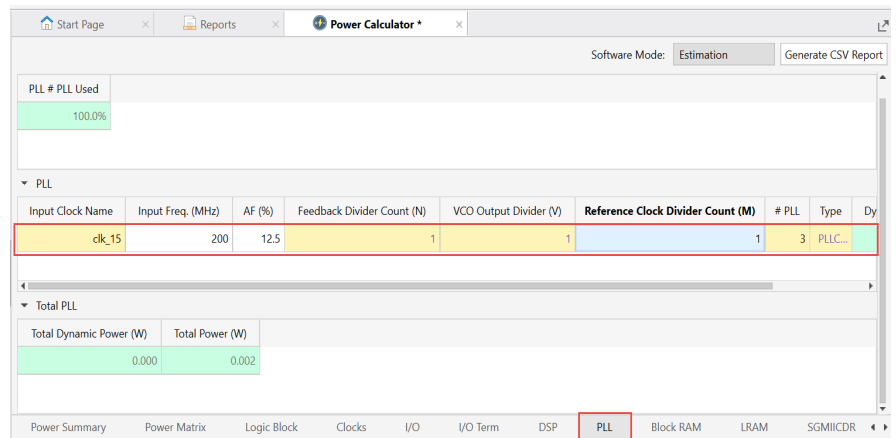 Start Page Reports Power Calculator *
Software Mode: Estimation Generate CSV Report
PLL # PLL Used
100.0%
PLL
Input Clock Name Input Freq. (MHz) AF (%) Feedback Divider Count (N) VCO Output Divider (V) Reference Clock Divider Count (M) # PLL Type Dy
clk_15 200 12.5 1 1 1 3 PLLC...
Total PLL
Total Dynamic Power (W) Total Power (W)
0.000 0.002
Power Summary Power Matrix Logic Block Clocks I/O I/O Term DSP PLL Block RAM LRAM SGMIICDR